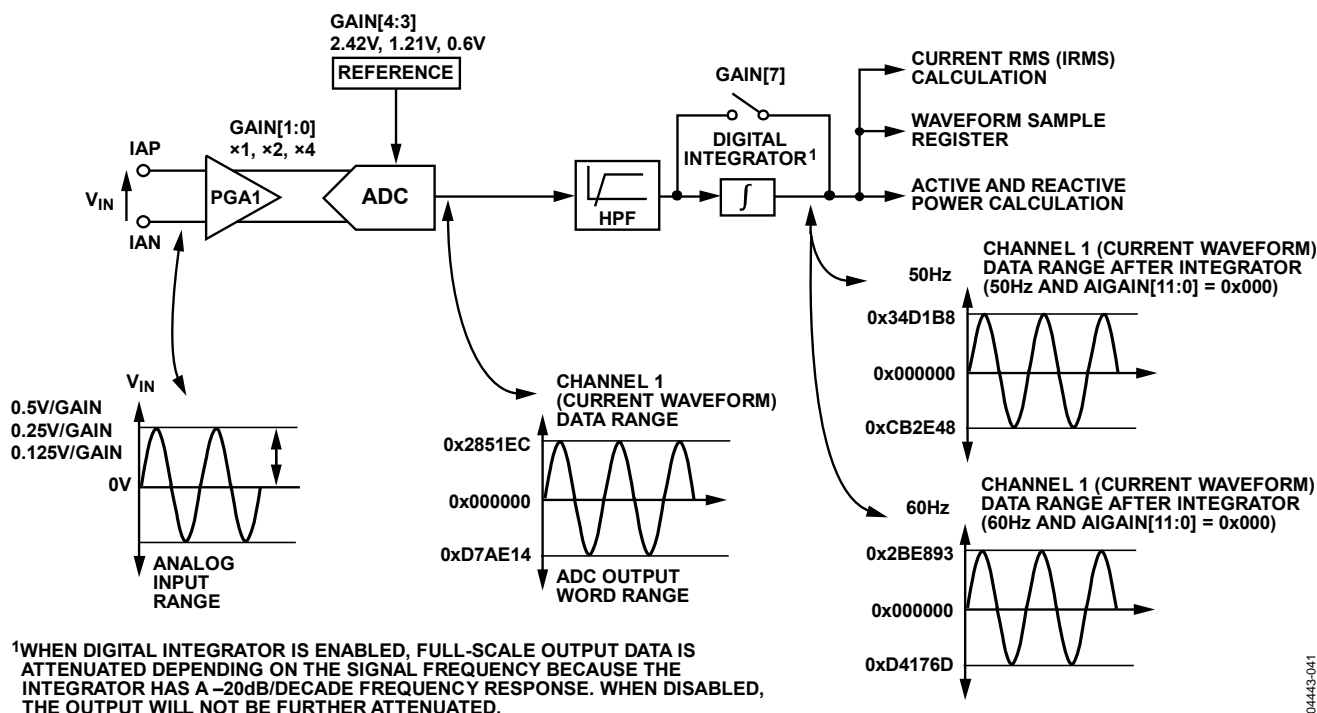 GAIN[4:3]
2.42V, 1.21V, 0.6V
REFERENCE
GAIN[1:0]
×1, ×2, ×4
IAP
VIN
IAN
PGA1
ADC
HPF
GAIN[7]
DIGITAL
INTEGRATOR1
∫
CURRENT RMS (IRMS)
CALCULATION
WAVEFORM SAMPLE
REGISTER
ACTIVE AND REACTIVE
POWER CALCULATION
VIN
0.5V/GAIN
0.25V/GAIN
0.125V/GAIN
0V
ANALOG
INPUT
RANGE
CHANNEL 1
(CURRENT WAVEFORM)
DATA RANGE
0x2851EC
0x000000
0xD7AE14
ADC OUTPUT
WORD RANGE
50Hz
CHANNEL 1 (CURRENT WAVEFORM)
DATA RANGE AFTER INTEGRATOR
(50Hz AND AIGAIN[11:0] = 0x000)
0x34D1B8
0x000000
0xCB2E48
60Hz
CHANNEL 1 (CURRENT WAVEFORM)
DATA RANGE AFTER INTEGRATOR
(60Hz AND AIGAIN[11:0] = 0x000)
0x2BE893
0x000000
0xD4176D
1WHEN DIGITAL INTEGRATOR IS ENABLED, FULL-SCALE OUTPUT DATA IS
ATTENUATED DEPENDING ON THE SIGNAL FREQUENCY BECAUSE THE
INTEGRATOR HAS A –20dB/DECADE FREQUENCY RESPONSE. WHEN DISABLED,
THE OUTPUT WILL NOT BE FURTHER ATTENUATED.
04443-041